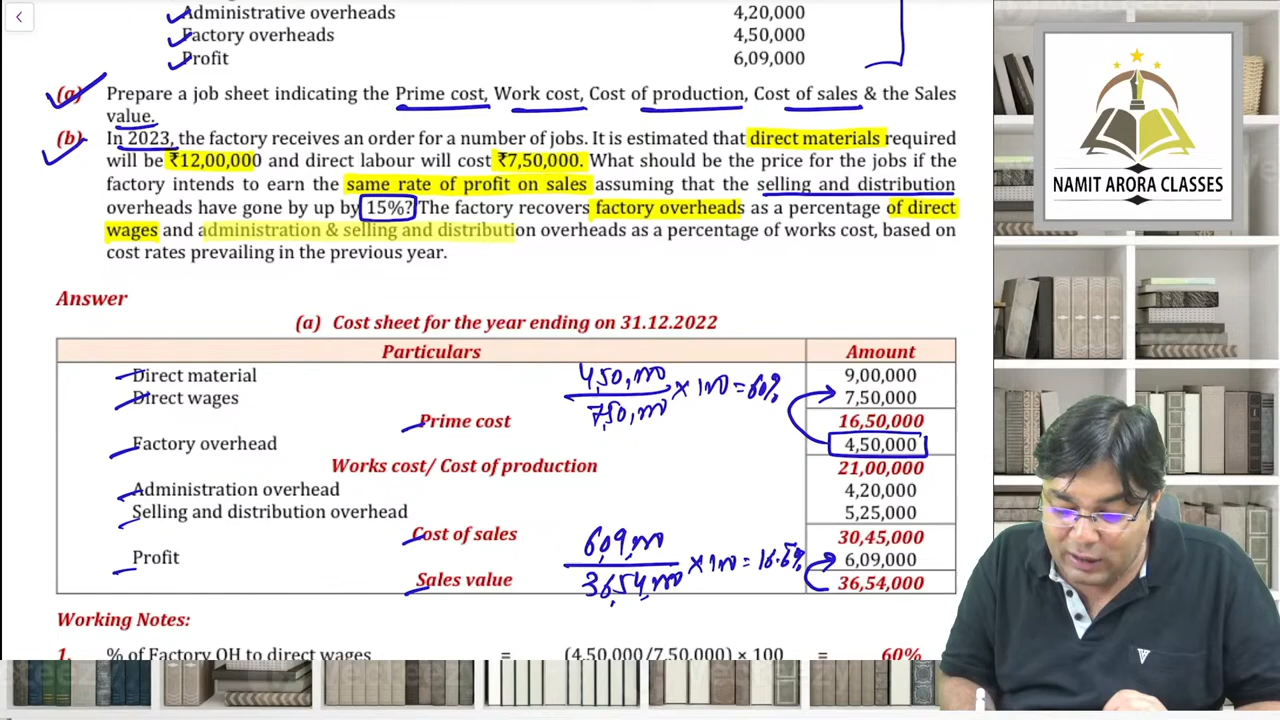 Administrative overheads 4,20,000
Factory overheads 4,50,000
Profit 6,09,000
(a) Prepare a job sheet indicating the Prime cost, Work cost, Cost of production, Cost of sales & the Sales
value.
(b) In 2023, the factory receives an order for a number of jobs. It is estimated that direct materials required
will be ₹12,00,000 and direct labour will cost ₹7,50,000. What should be the price for the jobs if the
factory intends to earn the same rate of profit on sales assuming that the selling and distribution
overheads have gone by up by 15%? The factory recovers factory overheads as a percentage of direct
wages and administration & selling and distribution overheads as a percentage of works cost, based on
cost rates prevailing in the previous year.
NAMIT ARORA CLASSES
Answer
(a) Cost sheet for the year ending on 31.12.2022
Particulars Amount
Direct material 9,00,000
Direct wages 7,50,000
4,50,000
7,50,000 × 100 = 60%
Prime cost 16,50,000
Factory overhead 4,50,000
Works cost/ Cost of production 21,00,000
Administration overhead 4,20,000
Selling and distribution overhead 5,25,000
Cost of sales 30,45,000
Profit 6,09,000
6,09,000
36,54,000 × 100 = 16.67%
Sales value 36,54,000
Working Notes:
1. % of Factory OH to direct wages = (4,50,000/7,50,000) × 100 = 60%